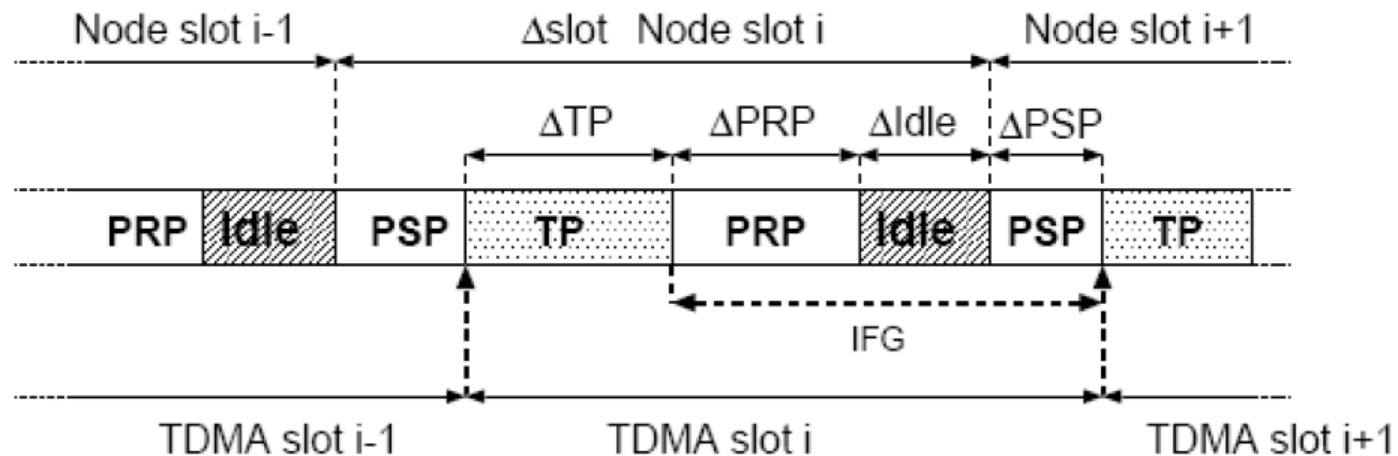 Node slot i-1 Δslot Node slot i Node slot i+1
ΔTP ΔPRP ΔIdle ΔPSP
PRP Idle PSP TP PRP Idle PSP TP
IFG
TDMA slot i-1 TDMA slot i TDMA slot i+1